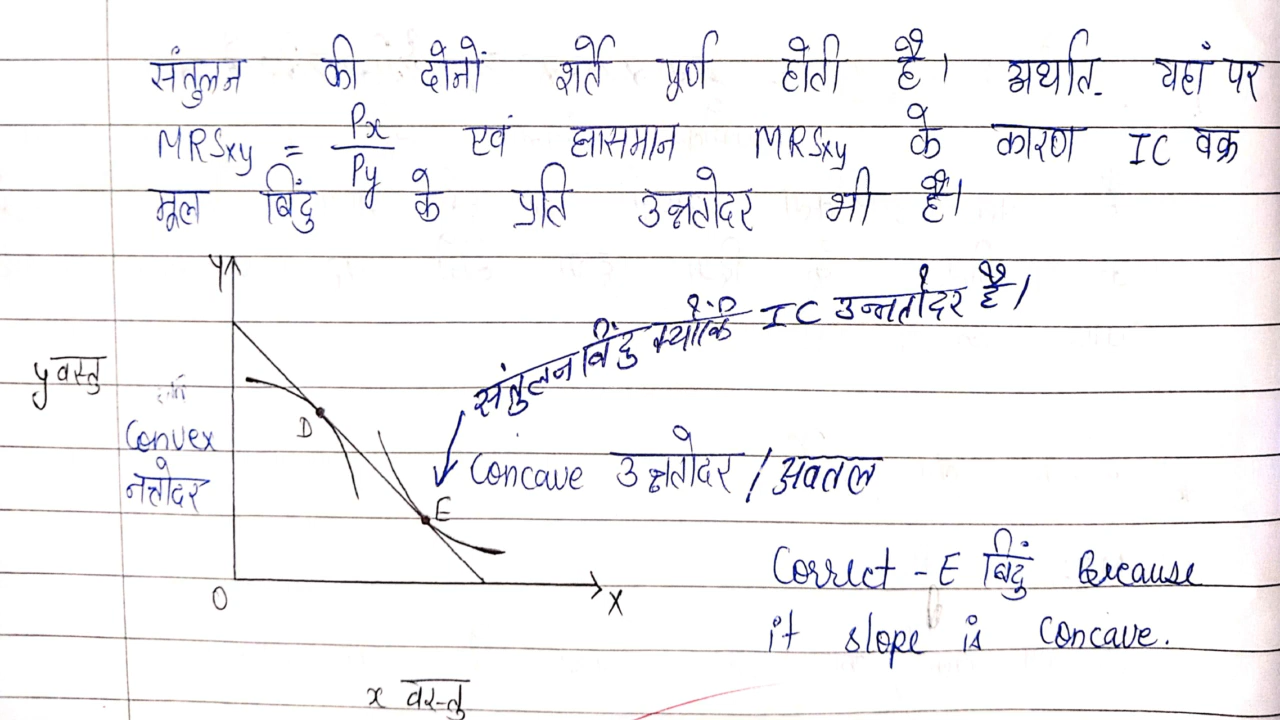 संतुलन की दोनों शर्ते पूर्ण होती है। अर्थात. यहां पर
MRSxy = Px/Py एवं ह्यासमान MRSxy के कारण IC वक्र
मूल बिंदु के प्रति उन्नतोदर भी है।
Y
संतुलन बिंदु क्योंकि IC उन्नतोदर है।
y वस्तु
D
Convex
नत्तोदर
Concave उन्नतोदर / अवतल
E
Correct - E बिंदु Because
it slope is Concave.
O
X
x वस्तु